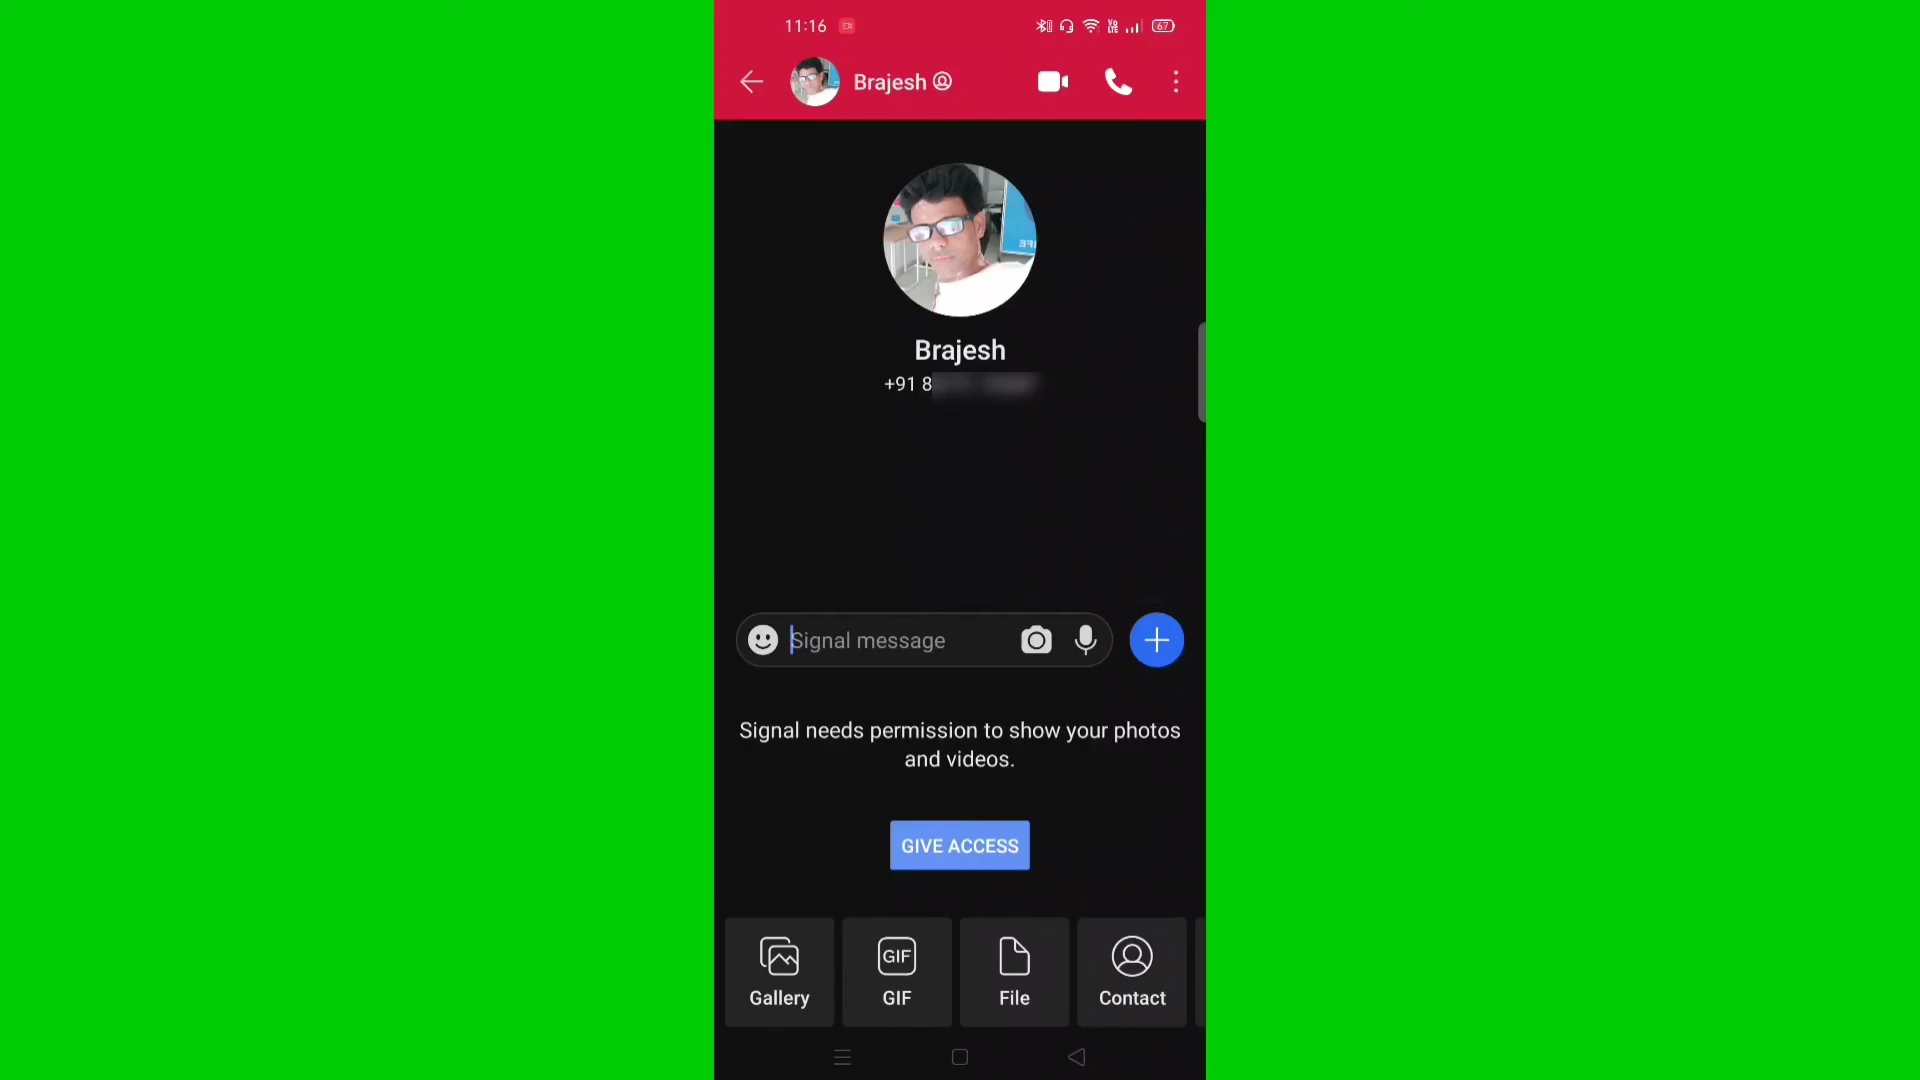 11:16
67
Brajesh
Brajesh
+91 8
Signal message
Signal needs permission to show your photos
and videos.
GIVE ACCESS
GIF
Gallery
GIF
File
Contact